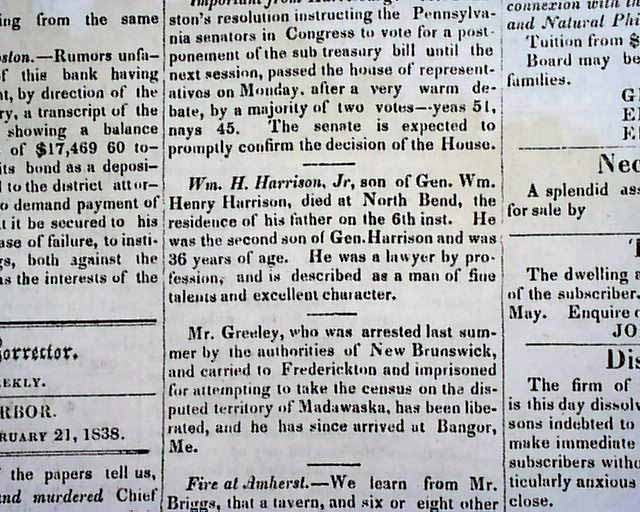 ing from the same
ston.—Rumors unfa-
f this bank having
nt, by direction of the
ry, a transcript of the
showing a balance
of $17,469 60 to-
its bond as a deposi-
l to the district attor-
o demand payment of
t it be secured to his
ase of failure, to insti-
gs, both against the
as the interests of the
Corrector.
EKLY.
RBOR.
RUARY 21, 1838.
f the papers tell us,
and murdered Chief
ston's resolution instructing the Pennsylva-
nia senators in Congress to vote for a post-
ponement of the sub treasury bill until the
next session, passed the house of represent-
atives on Monday, after a very warm de-
bate, by a majority of two votes—yeas 51,
nays 45. The senate is expected to
promptly confirm the decision of the House.
Wm. H. Harrison, Jr, son of Gen. Wm.
Henry Harrison, died at North Bend, the
residence of his father on the 6th inst. He
was the second son of Gen. Harrison and was
36 years of age. He was a lawyer by pro-
fession, and is described as a man of fine
talents and excellent character.
Mr. Greeley, who was arrested last sum-
mer by the authorities of New Brunswick,
and carried to Frederickton and imprisoned
for attempting to take the census on the dis-
puted territory of Madawaska, has been libe-
rated, and he has since arrived at Bangor,
Me.
Fire at Amherst.—We learn from Mr.
Briggs, that a tavern, and six or eight other
connexion with th
and Natural Phi
Tuition from $
Board may be
families.
G
E
E
Nec
A splendid ass
for sale by
T
The dwelling a
of the subscriber.
May. Enquire o
JO
Dis
The firm of
is this day dissolv
sons indebted to
make immediate
subscribers witho
ticularly anxious
close.